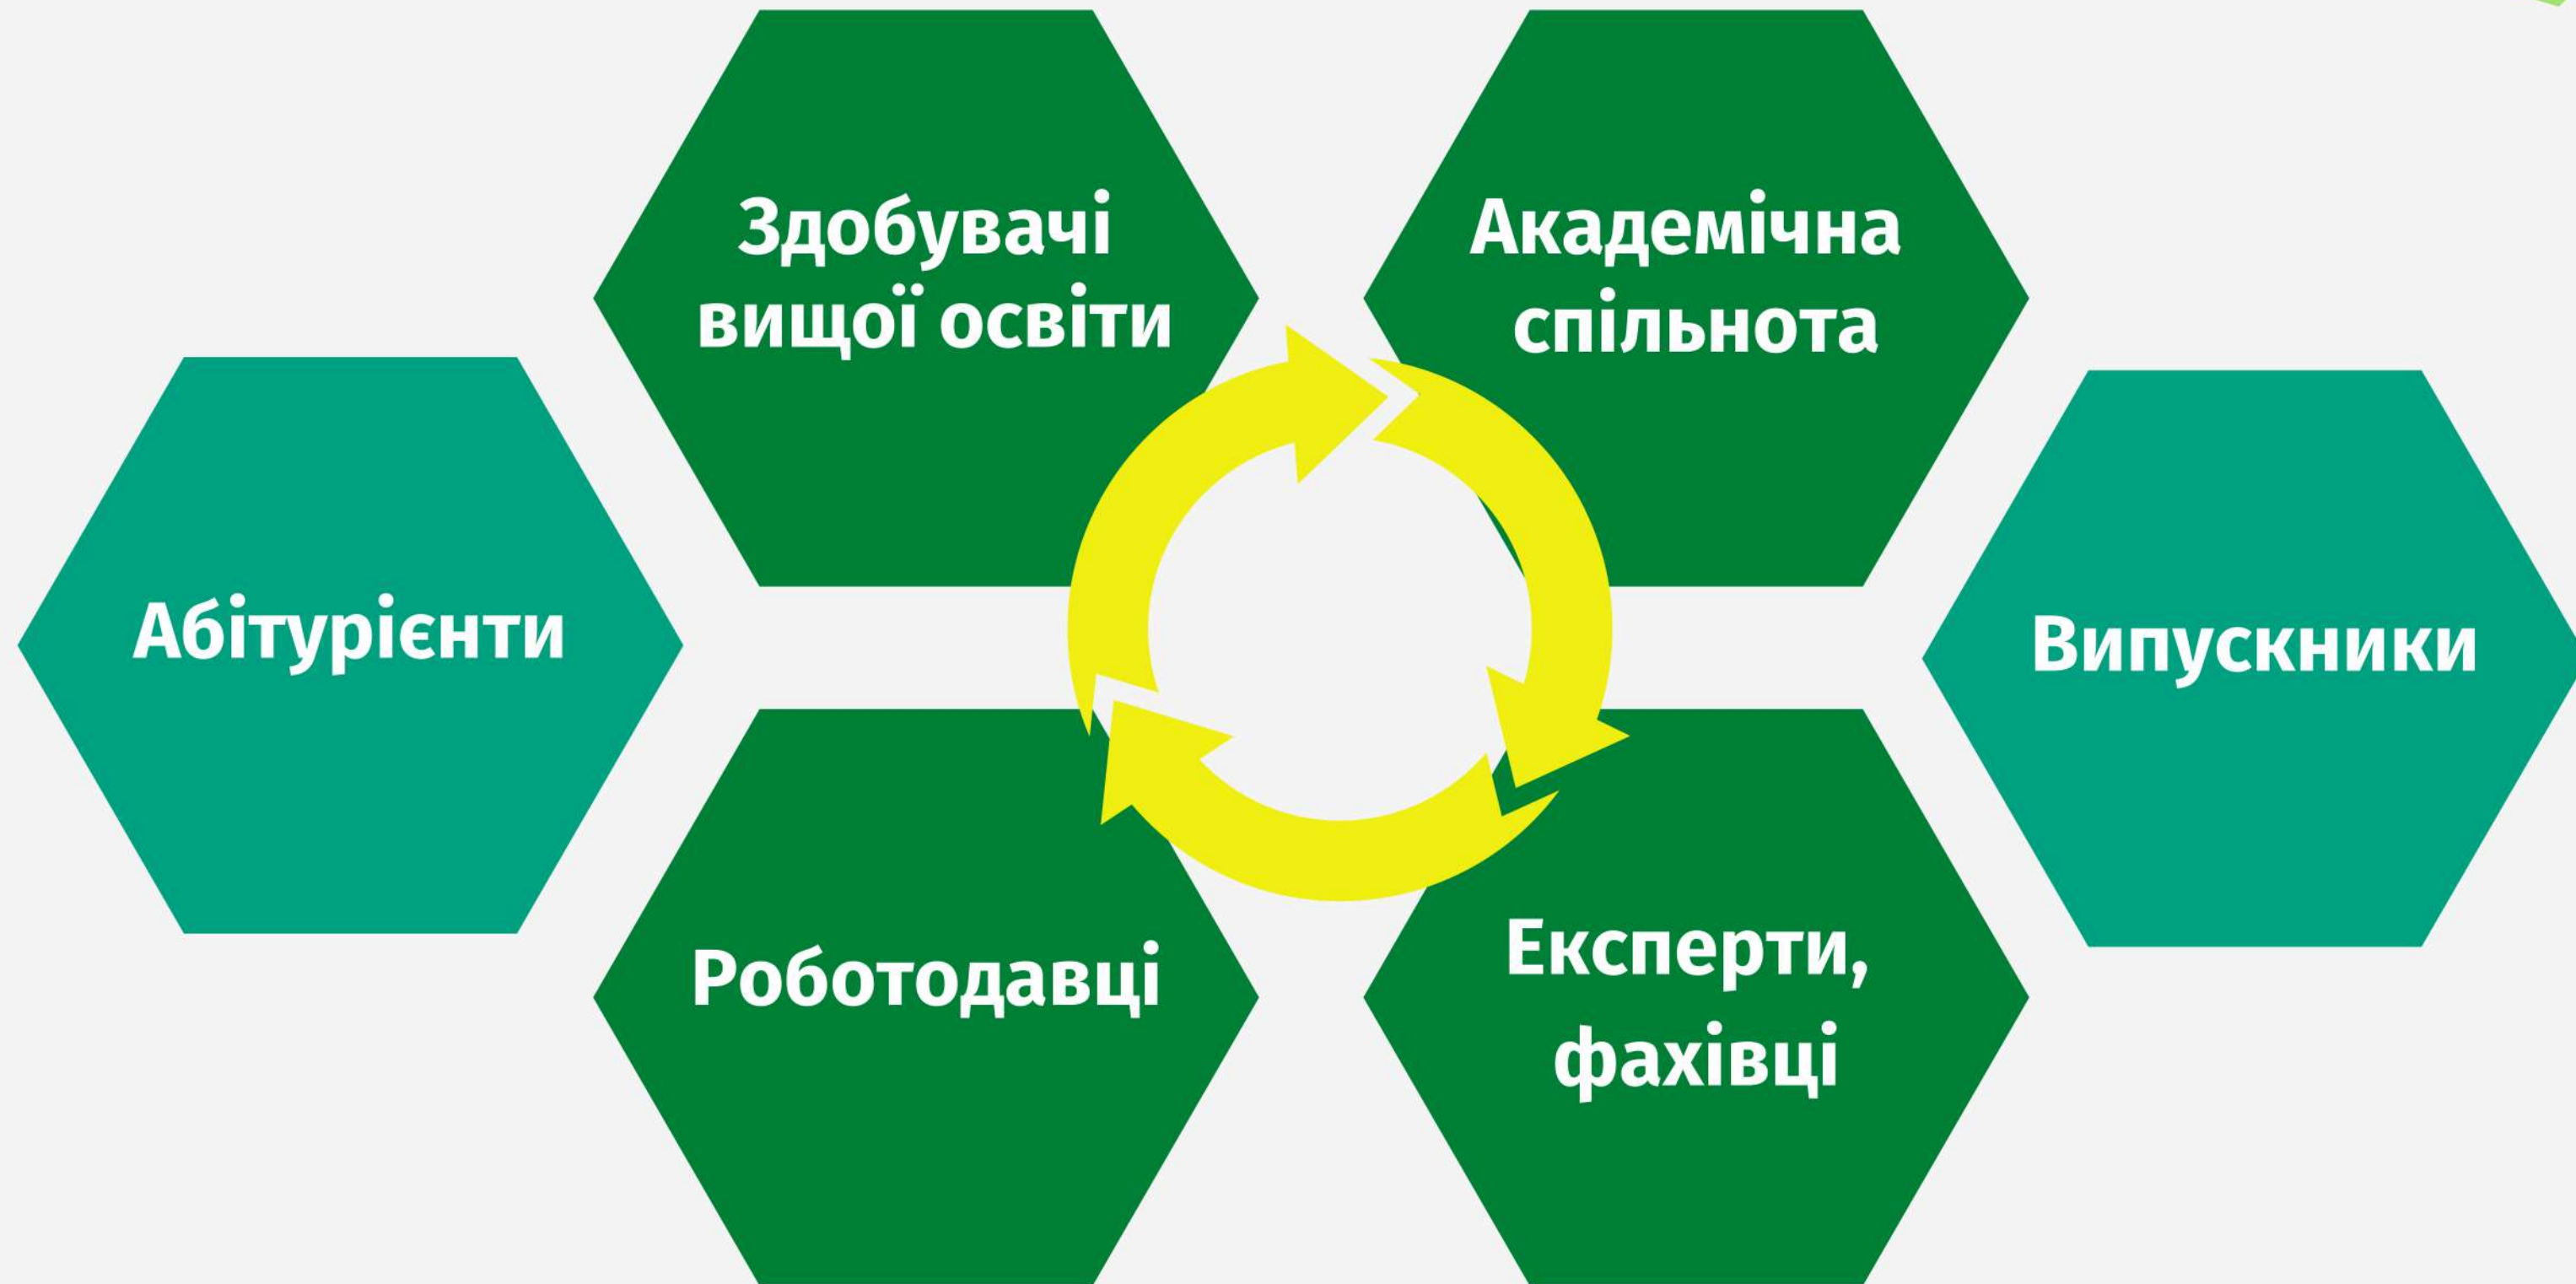 Здобувачі
вищої освіти
Академічна
спільнота
Абітурієнти
Випускники
Роботодавці
Експерти,
фахівці